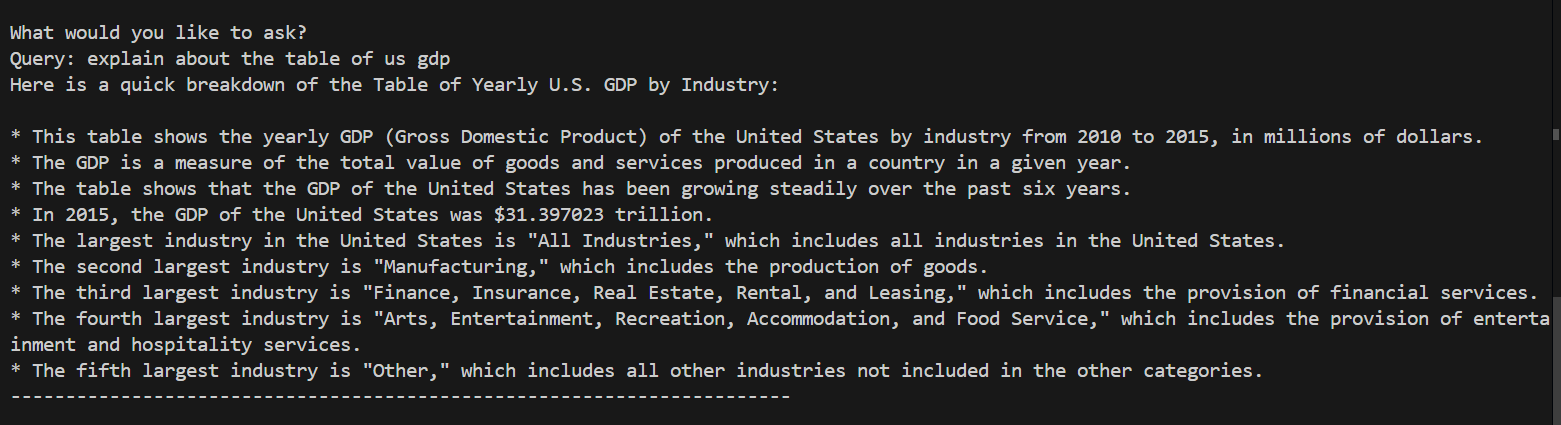 What would you like to ask?
Query: explain about the table of us gdp
Here is a quick breakdown of the Table of Yearly U.S. GDP by Industry:
* This table shows the yearly GDP (Gross Domestic Product) of the United States by industry from 2010 to 2015, in millions of dollars.
* The GDP is a measure of the total value of goods and services produced in a country in a given year.
* The table shows that the GDP of the United States has been growing steadily over the past six years.
* In 2015, the GDP of the United States was $31.397023 trillion.
* The largest industry in the United States is "All Industries," which includes all industries in the United States.
* The second largest industry is "Manufacturing," which includes the production of goods.
* The third largest industry is "Finance, Insurance, Real Estate, Rental, and Leasing," which includes the provision of financial services.
* The fourth largest industry is "Arts, Entertainment, Recreation, Accommodation, and Food Service," which includes the provision of enterta
inment and hospitality services.
* The fifth largest industry is "Other," which includes all other industries not included in the other categories.
-----------------------------------------------------------------------